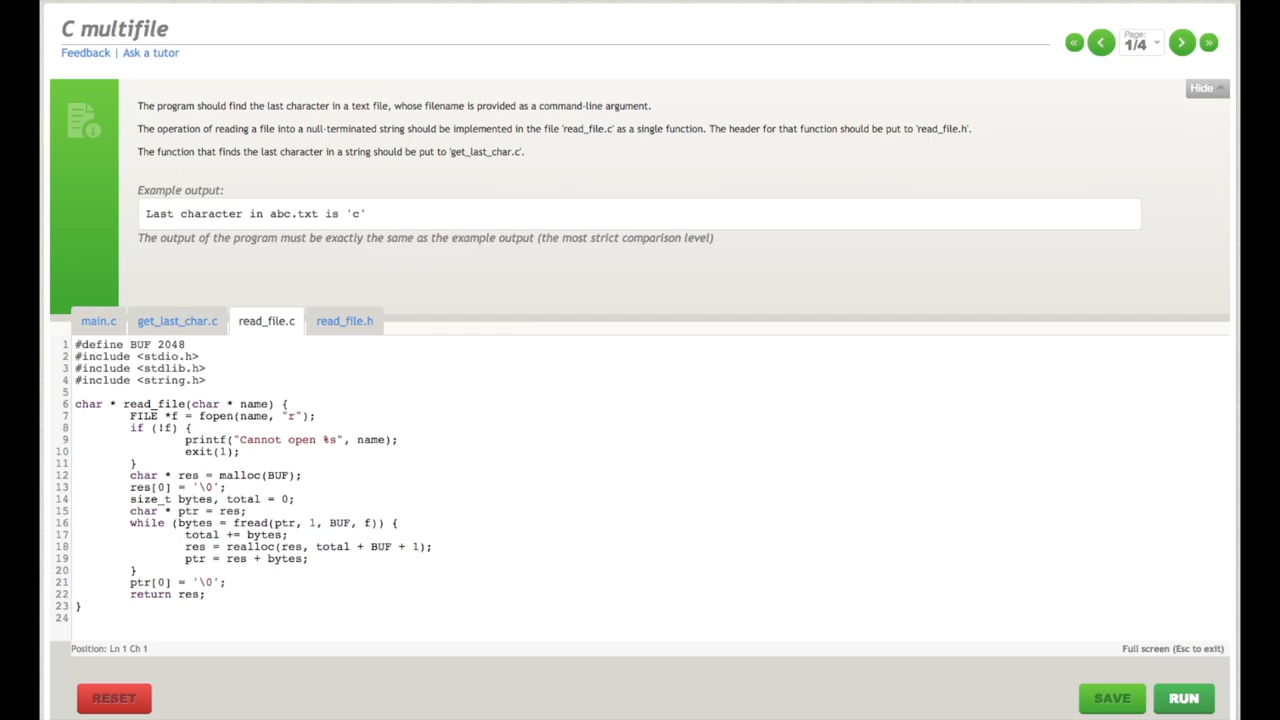 C multifile
Feedback | Ask a tutor
Page:
1/4
Hide
The program should find the last character in a text file, whose filename is provided as a command-line argument.
The operation of reading a file into a null-terminated string should be implemented in the file 'read_file.c' as a single function. The header for that function should be put to 'read_file.h'.
The function that finds the last character in a string should be put to 'get_last_char.c'.
Example output:
Last character in abc.txt is 'c'
The output of the program must be exactly the same as the example output (the most strict comparison level)
main.c get_last_char.c read_file.c read_file.h
1 #define BUF 2048
2 #include <stdio.h>
3 #include <stdlib.h>
4 #include <string.h>
5
6 char * read_file(char * name) {
7 FILE *f = fopen(name, "r");
8 if (!f) {
9 printf("Cannot open %s", name);
10 exit(1);
11 }
12 char * res = malloc(BUF);
13 res[0] = '\0';
14 size_t bytes, total = 0;
15 char * ptr = res;
16 while (bytes = fread(ptr, 1, BUF, f)) {
17 total += bytes;
18 res = realloc(res, total + BUF + 1);
19 ptr = res + bytes;
20 }
21 ptr[0] = '\0';
22 return res;
23 }
24
Position: Ln 1 Ch 1
Full screen (Esc to exit)
RESET
SAVE
RUN